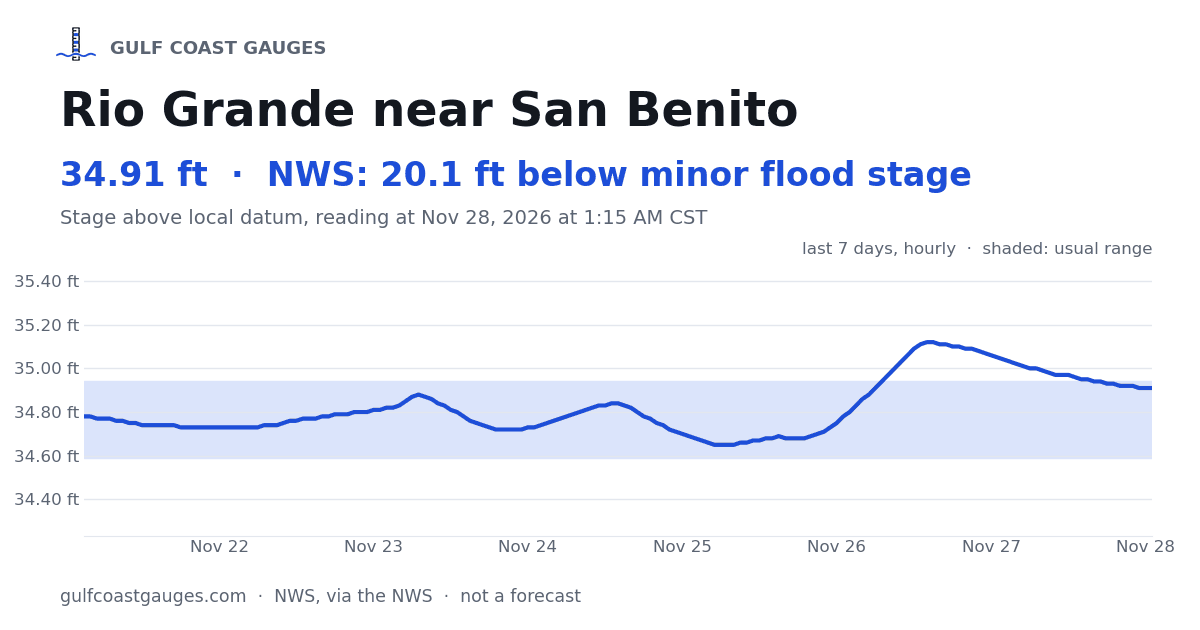 GULF COAST GAUGES
Rio Grande near San Benito
34.91 ft · NWS: 20.1 ft below minor flood stage
Stage above local datum, reading at Nov 28, 2026 at 1:15 AM CST
last 7 days, hourly · shaded: usual range
35.40 ft
35.20 ft
35.00 ft
34.80 ft
34.60 ft
34.40 ft
Nov 22 Nov 23 Nov 24 Nov 25 Nov 26 Nov 27 Nov 28
gulfcoastgauges.com · NWS, via the NWS · not a forecast